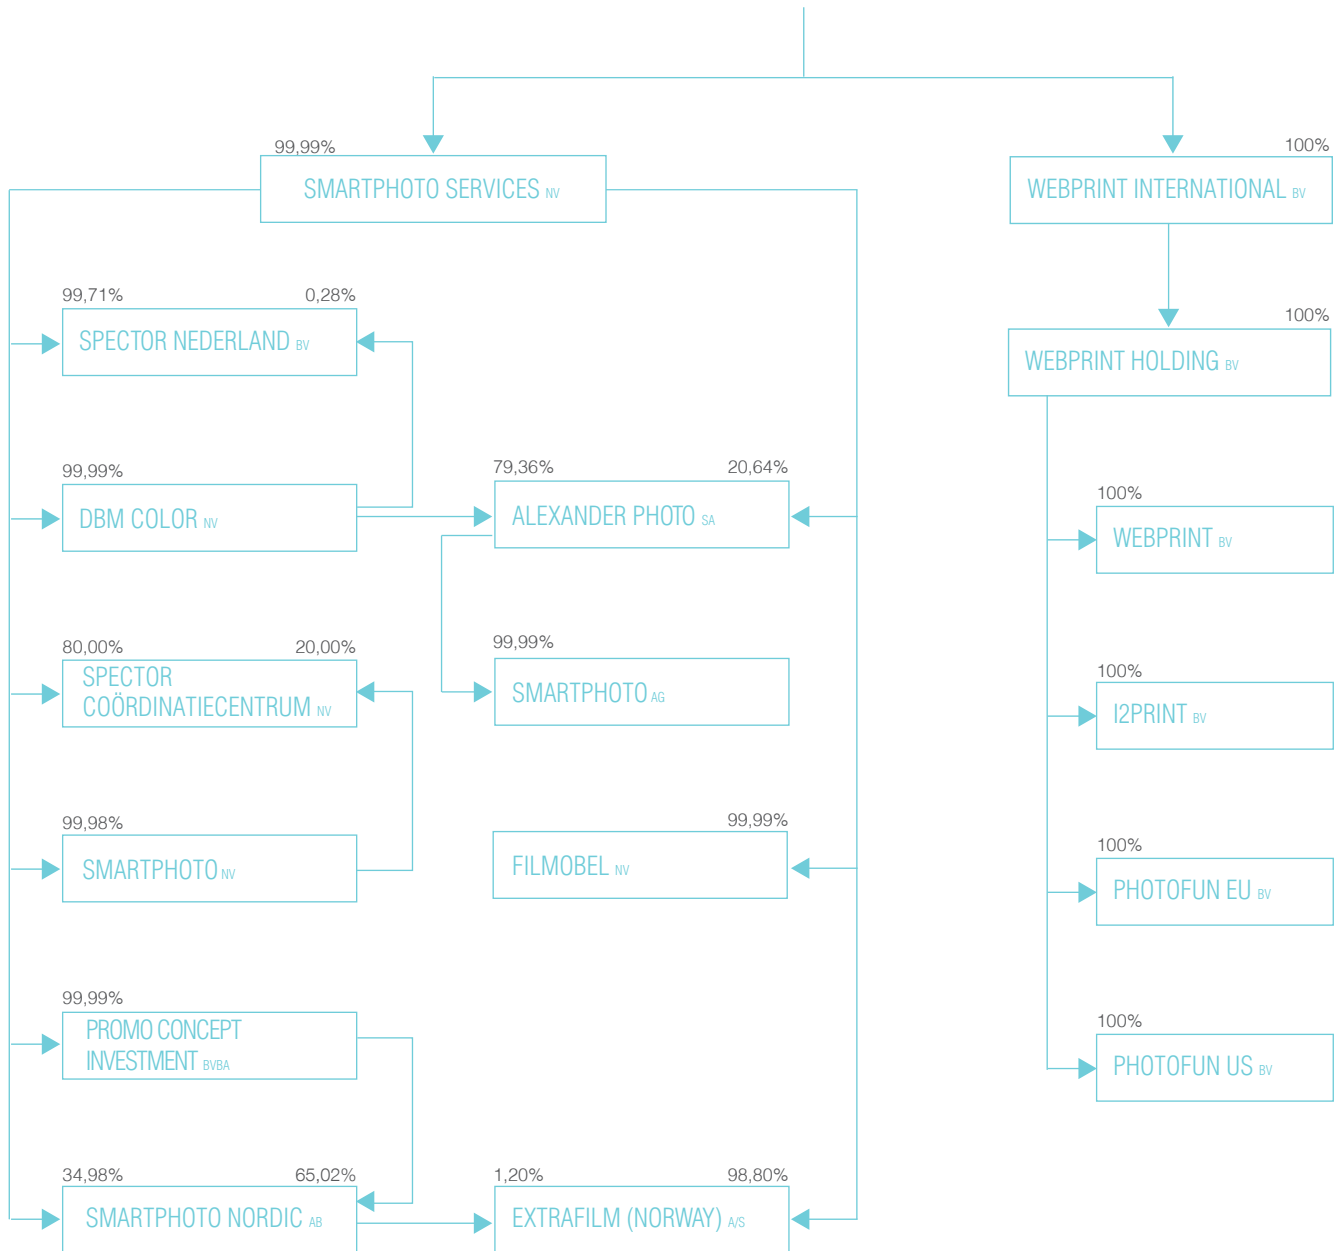 99,99%
SMARTPHOTO SERVICES NV
100%
WEBPRINT INTERNATIONAL BV
99,71% 0,28%
SPECTOR NEDERLAND BV
100%
WEBPRINT HOLDING BV
99,99%
DBM COLOR NV
79,36% 20,64%
ALEXANDER PHOTO SA
100%
WEBPRINT BV
80,00% 20,00%
SPECTOR
COÖRDINATIECENTRUM NV
99,99%
SMARTPHOTO AG
100%
I2PRINT BV
99,98%
SMARTPHOTO NV
99,99%
FILMOBEL NV
100%
PHOTOFUN EU BV
99,99%
PROMO CONCEPT
INVESTMENT BVBA
100%
PHOTOFUN US BV
34,98% 65,02%
SMARTPHOTO NORDIC AB
1,20% 98,80%
EXTRAFILM (NORWAY) A/S